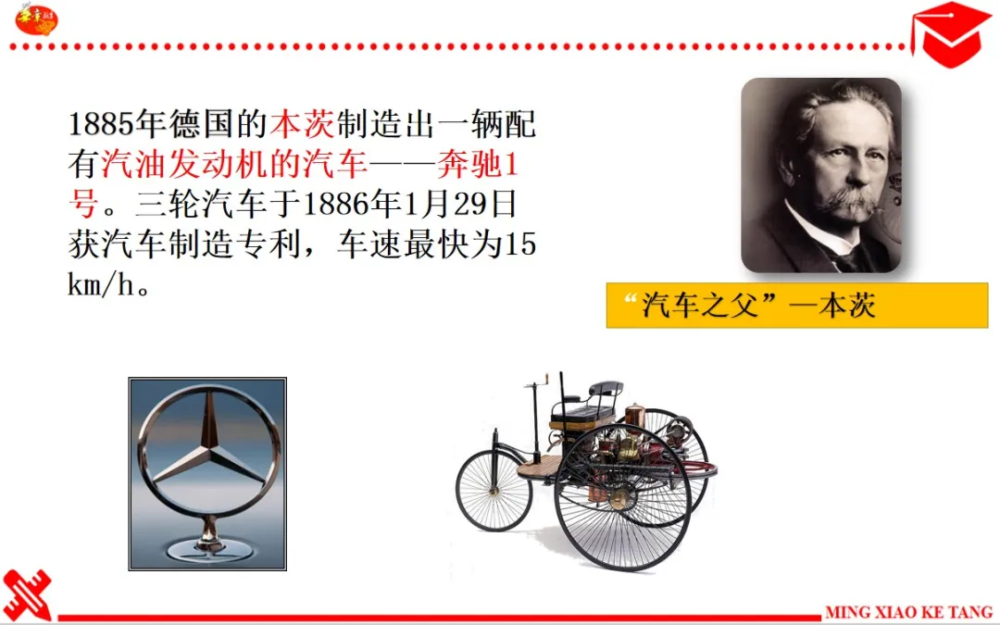 1885年德国的本茨制造出一辆配
有汽油发动机的汽车——奔驰1
号。三轮汽车于1886年1月29日
获汽车制造专利，车速最快为15
km/h。
“汽车之父”—本茨
MING XIAO KE TANG